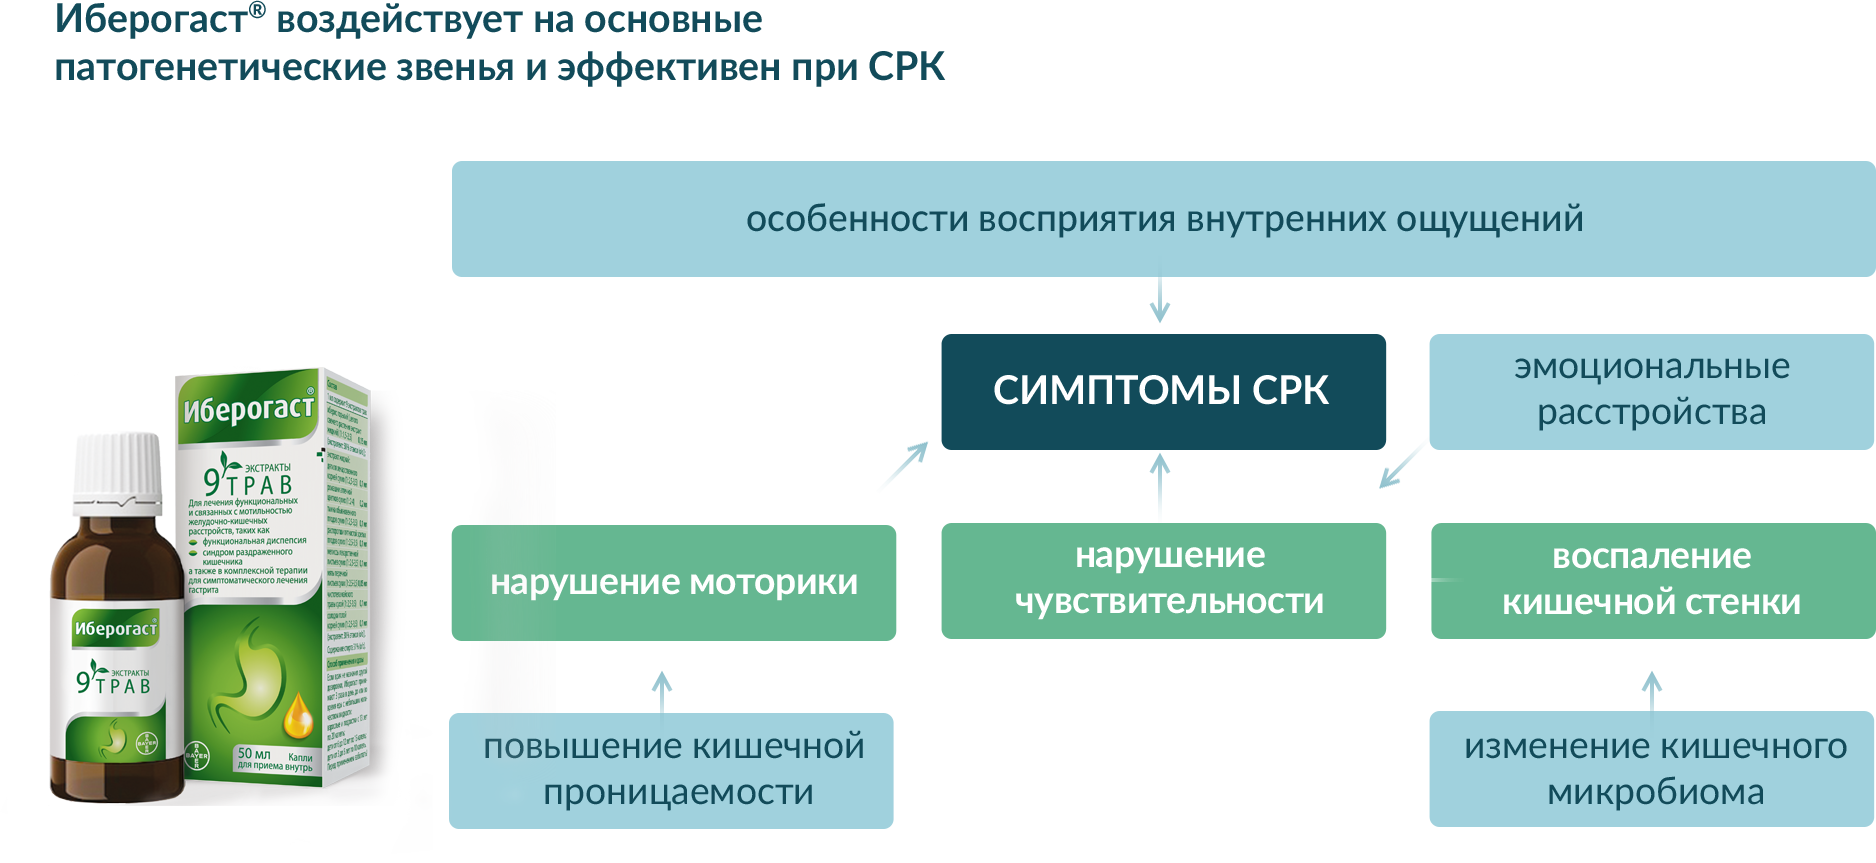 Иберогаст® воздействует на основные
патогенетические звенья и эффективен при СРК
особенности восприятия внутренних ощущений
СИМПТОМЫ СРК
эмоциональные
расстройства
нарушение моторики
нарушение
чувствительности
воспаление
кишечной стенки
повышение кишечной
проницаемости
изменение кишечного
микробиома
Иберогаст®
9 ЭКСТРАКТЫ
ТРАВ
Для лечения функциональных
и связанных с мотильностью
желудочно-кишечных
расстройств, таких как
функциональная диспепсия
синдром раздраженного
кишечника
а также в комплексной терапии
для симптоматического лечения
гастрита
50 мл
Капли
для приема внутрь
BAYER
Иберогаст®
9 ЭКСТРАКТЫ
ТРАВ
BAYER